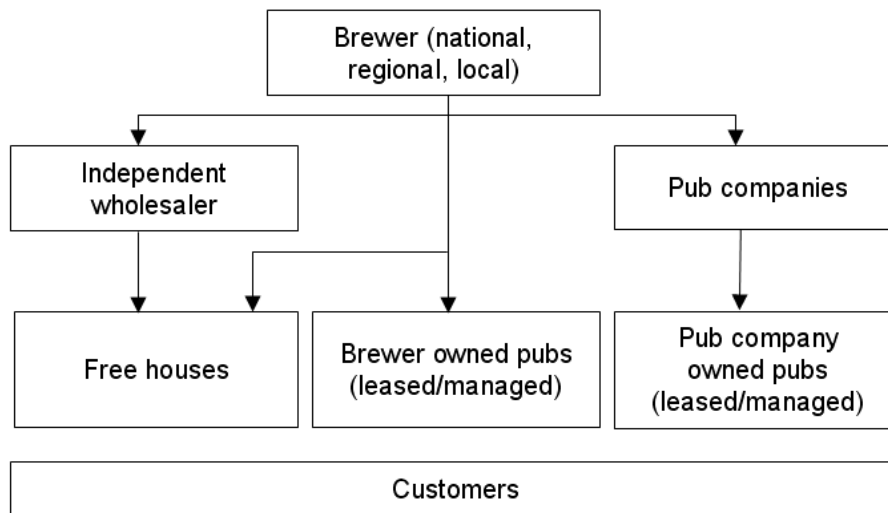 Brewer (national,
regional, local)
Independent
wholesaler
Pub companies
Free houses
Brewer owned pubs
(leased/managed)
Pub company
owned pubs
(leased/managed)
Customers